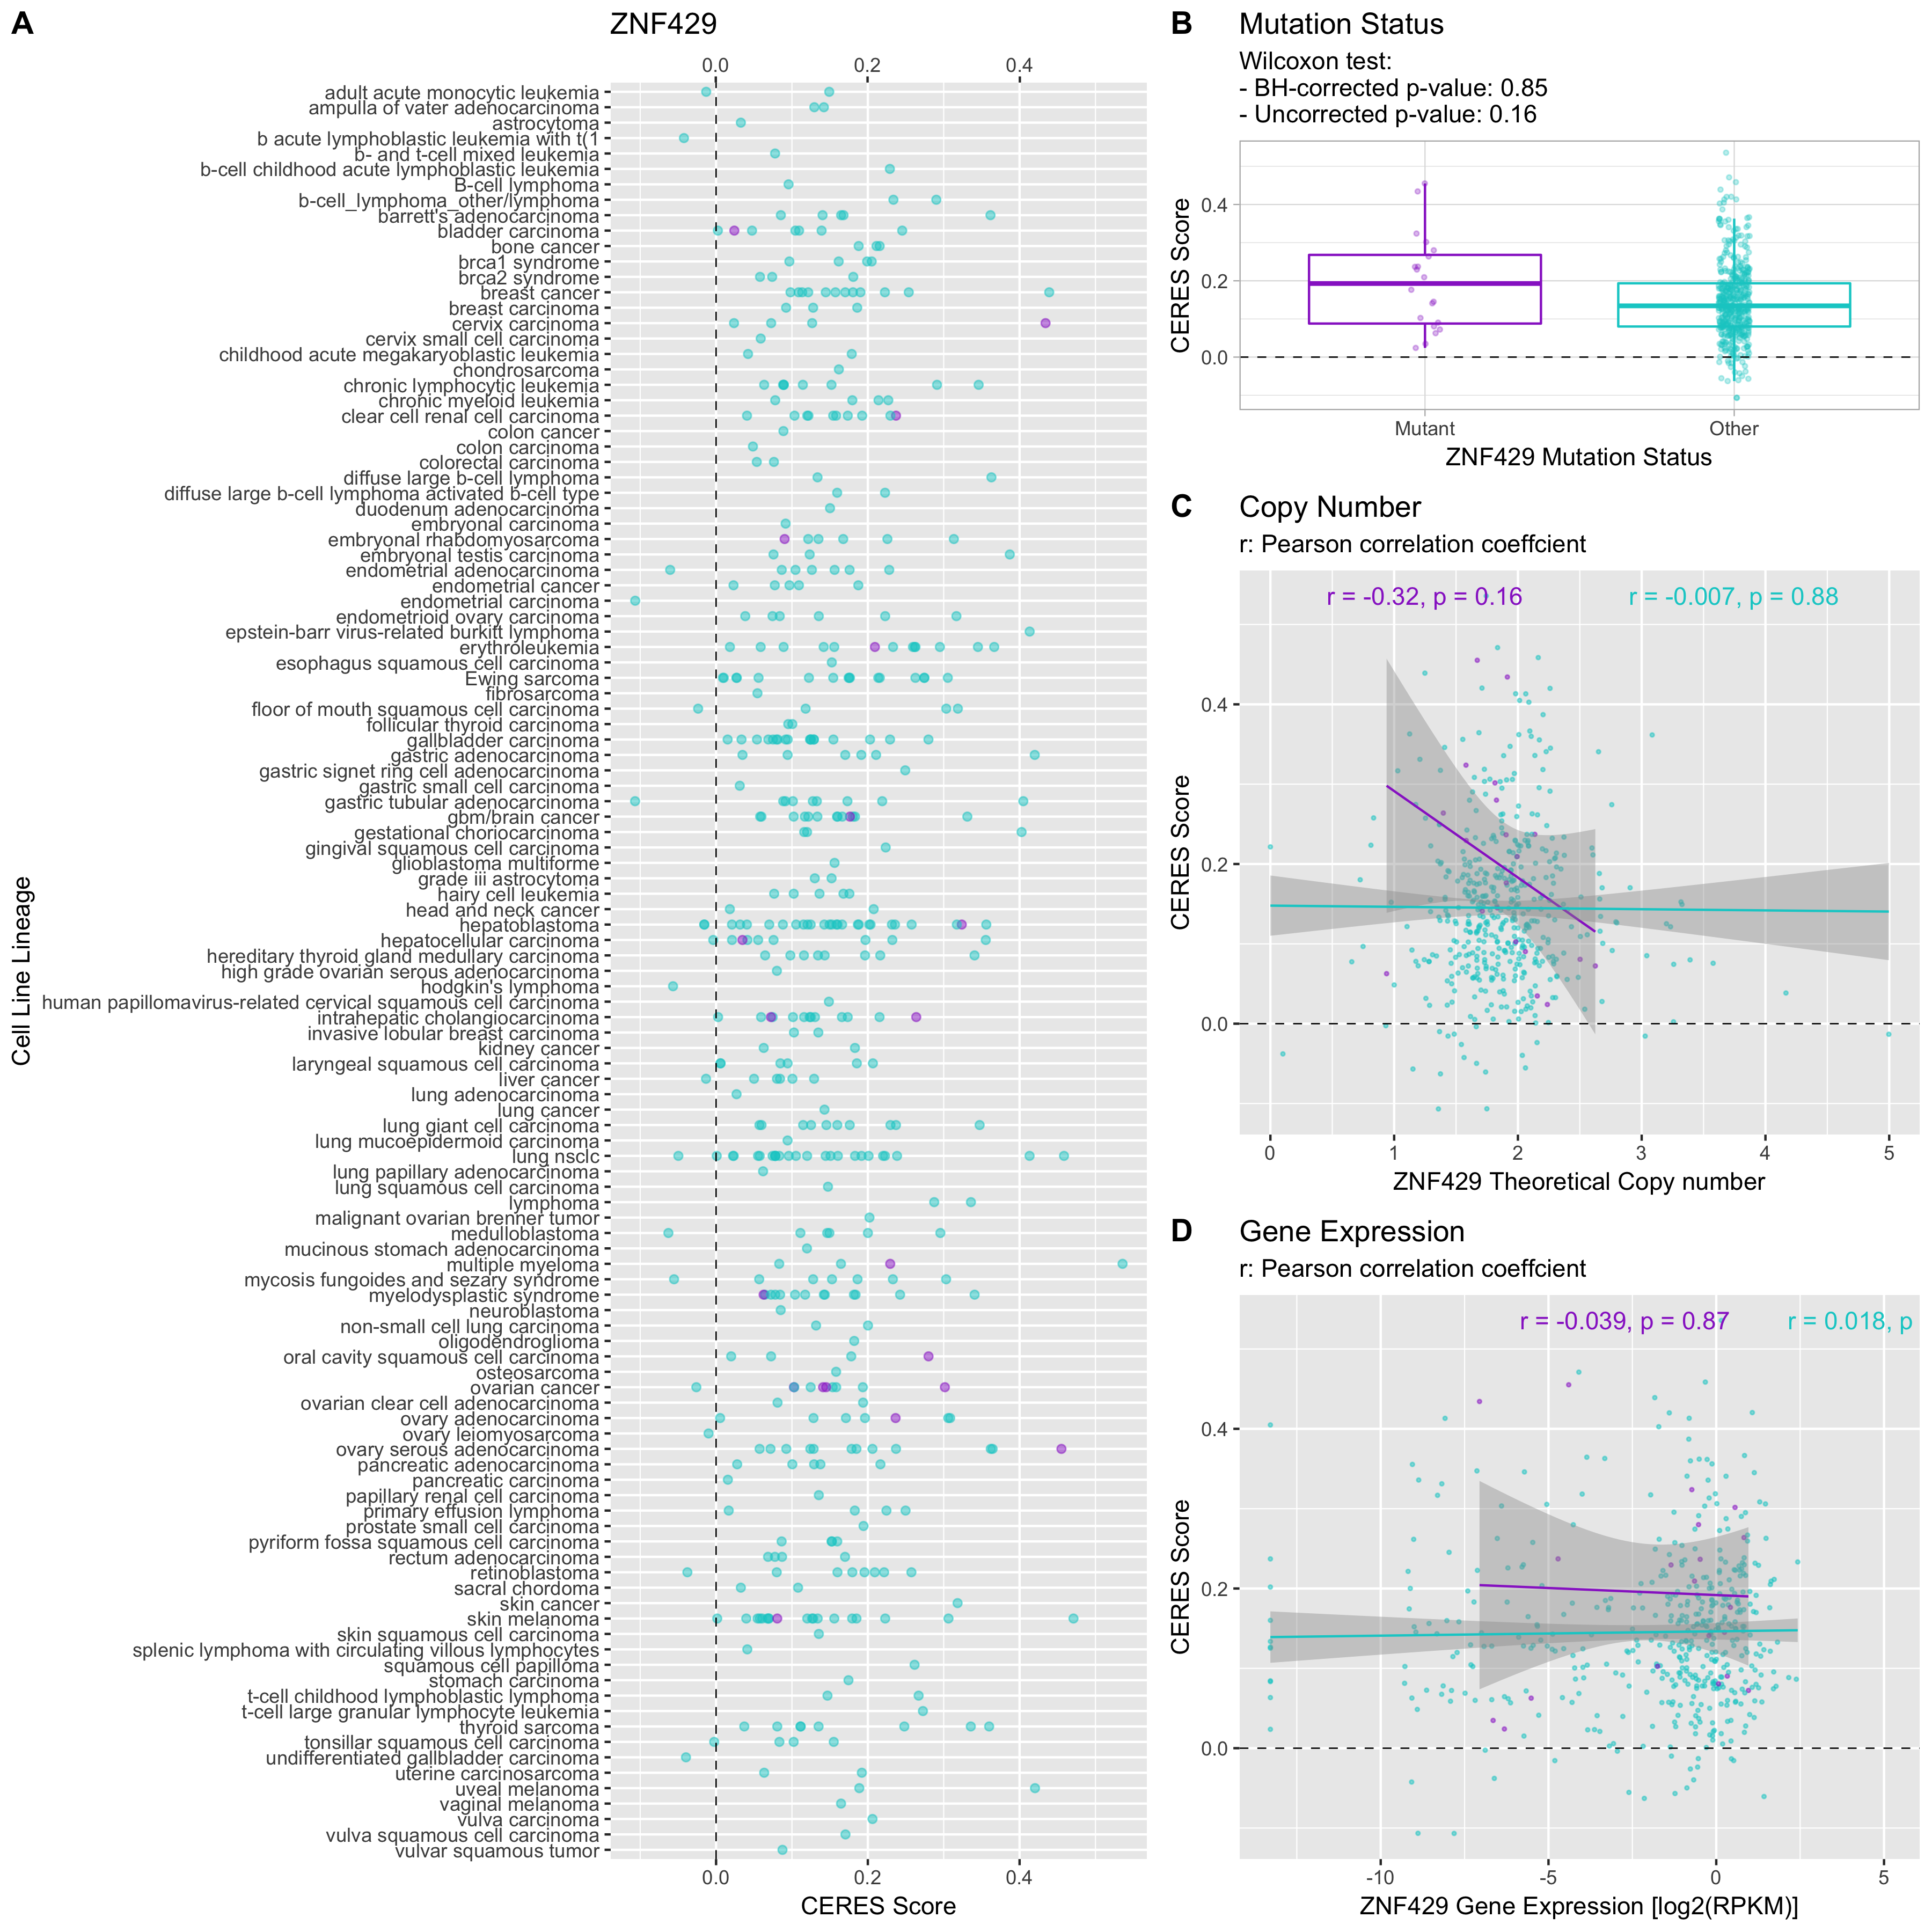 A
ZNF429
0.0 0.2 0.4
adult acute monocytic leukemia
ampulla of vater adenocarcinoma
astrocytoma
b acute lymphoblastic leukemia with t(1
b- and t-cell mixed leukemia
b-cell childhood acute lymphoblastic leukemia
B-cell lymphoma
b-cell_lymphoma_other/lymphoma
barrett's adenocarcinoma
bladder carcinoma
bone cancer
brca1 syndrome
brca2 syndrome
breast cancer
breast carcinoma
cervix carcinoma
cervix small cell carcinoma
childhood acute megakaryoblastic leukemia
chondrosarcoma
chronic lymphocytic leukemia
chronic myeloid leukemia
clear cell renal cell carcinoma
colon cancer
colon carcinoma
colorectal carcinoma
diffuse large b-cell lymphoma
diffuse large b-cell lymphoma activated b-cell type
duodenum adenocarcinoma
embryonal carcinoma
embryonal rhabdomyosarcoma
embryonal testis carcinoma
endometrial adenocarcinoma
endometrial cancer
endometrial carcinoma
endometrioid ovary carcinoma
epstein-barr virus-related burkitt lymphoma
erythroleukemia
esophagus squamous cell carcinoma
Ewing sarcoma
fibrosarcoma
floor of mouth squamous cell carcinoma
follicular thyroid carcinoma
gallbladder carcinoma
gastric adenocarcinoma
gastric signet ring cell adenocarcinoma
gastric small cell carcinoma
gastric tubular adenocarcinoma
gbm/brain cancer
gestational choriocarcinoma
gingival squamous cell carcinoma
glioblastoma multiforme
grade iii astrocytoma
hairy cell leukemia
head and neck cancer
hepatoblastoma
hepatocellular carcinoma
hereditary thyroid gland medullary carcinoma
high grade ovarian serous adenocarcinoma
hodgkin's lymphoma
human papillomavirus-related cervical squamous cell carcinoma
intrahepatic cholangiocarcinoma
invasive lobular breast carcinoma
kidney cancer
laryngeal squamous cell carcinoma
liver cancer
lung adenocarcinoma
lung cancer
lung giant cell carcinoma
lung mucoepidermoid carcinoma
lung nsclc
lung papillary adenocarcinoma
lung squamous cell carcinoma
lymphoma
malignant ovarian brenner tumor
medulloblastoma
mucinous stomach adenocarcinoma
multiple myeloma
mycosis fungoides and sezary syndrome
myelodysplastic syndrome
neuroblastoma
non-small cell lung carcinoma
oligodendroglioma
oral cavity squamous cell carcinoma
osteosarcoma
ovarian cancer
ovarian clear cell adenocarcinoma
ovary adenocarcinoma
ovary leiomyosarcoma
ovary serous adenocarcinoma
pancreatic adenocarcinoma
pancreatic carcinoma
papillary renal cell carcinoma
primary effusion lymphoma
prostate small cell carcinoma
pyriform fossa squamous cell carcinoma
rectum adenocarcinoma
retinoblastoma
sacral chordoma
skin cancer
skin melanoma
skin squamous cell carcinoma
splenic lymphoma with circulating villous lymphocytes
squamous cell papilloma
stomach carcinoma
t-cell childhood lymphoblastic lymphoma
t-cell large granular lymphocyte leukemia
thyroid sarcoma
tonsillar squamous cell carcinoma
undifferentiated gallbladder carcinoma
uterine carcinosarcoma
uveal melanoma
vaginal melanoma
vulva carcinoma
vulva squamous cell carcinoma
vulvar squamous tumor
0.0 0.2 0.4
CERES Score
Cell Line Lineage
B
Mutation Status
Wilcoxon test:
- BH-corrected p-value: 0.85
- Uncorrected p-value: 0.16
0.4
0.2
0.0
CERES Score
Mutant Other
ZNF429 Mutation Status
C
Copy Number
r: Pearson correlation coeffcient
r = -0.32, p = 0.16 r = -0.007, p = 0.88
0.4
0.2
0.0
CERES Score
0 1 2 3 4 5
ZNF429 Theoretical Copy number
D
Gene Expression
r: Pearson correlation coeffcient
r = -0.039, p = 0.87 r = 0.018, p
0.4
0.2
0.0
CERES Score
-10 -5 0 5
ZNF429 Gene Expression [log2(RPKM)]